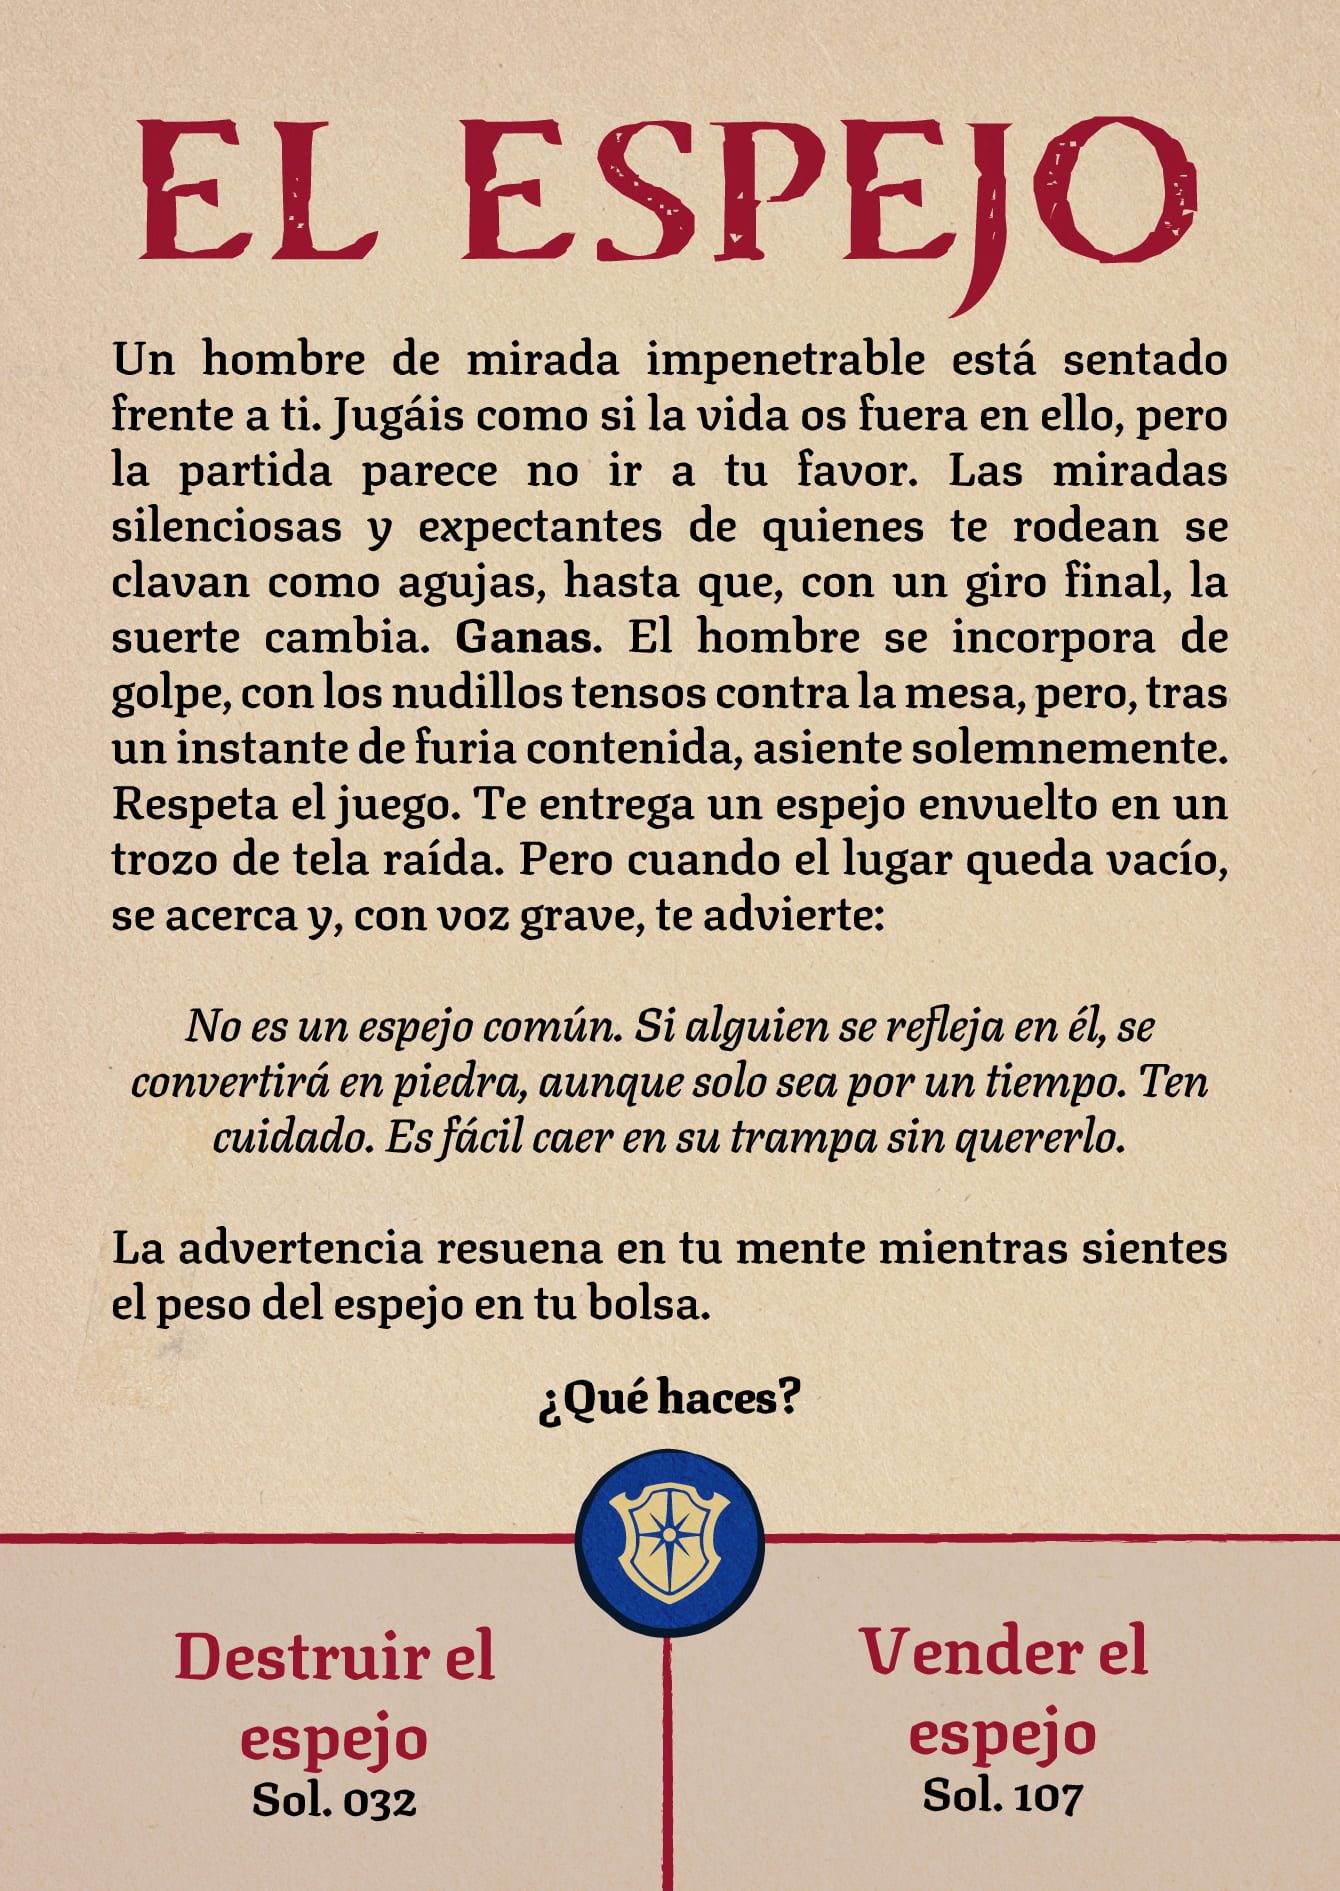 EL ESPEJO
Un hombre de mirada impenetrable está sentado
frente a ti. Jugáis como si la vida os fuera en ello, pero
la partida parece no ir a tu favor. Las miradas
silenciosas y expectantes de quienes te rodean se
clavan como agujas, hasta que, con un giro final, la
suerte cambia. Ganas. El hombre se incorpora de
golpe, con los nudillos tensos contra la mesa, pero, tras
un instante de furia contenida, asiente solemnemente.
Respeta el juego. Te entrega un espejo envuelto en un
trozo de tela raída. Pero cuando el lugar queda vacío,
se acerca y, con voz grave, te advierte:
No es un espejo común. Si alguien se refleja en él, se
convertirá en piedra, aunque solo sea por un tiempo. Ten
cuidado. Es fácil caer en su trampa sin quererlo.
La advertencia resuena en tu mente mientras sientes
el peso del espejo en tu bolsa.
¿Qué haces?
Destruir el
espejo
Sol. 032
Vender el
espejo
Sol. 107